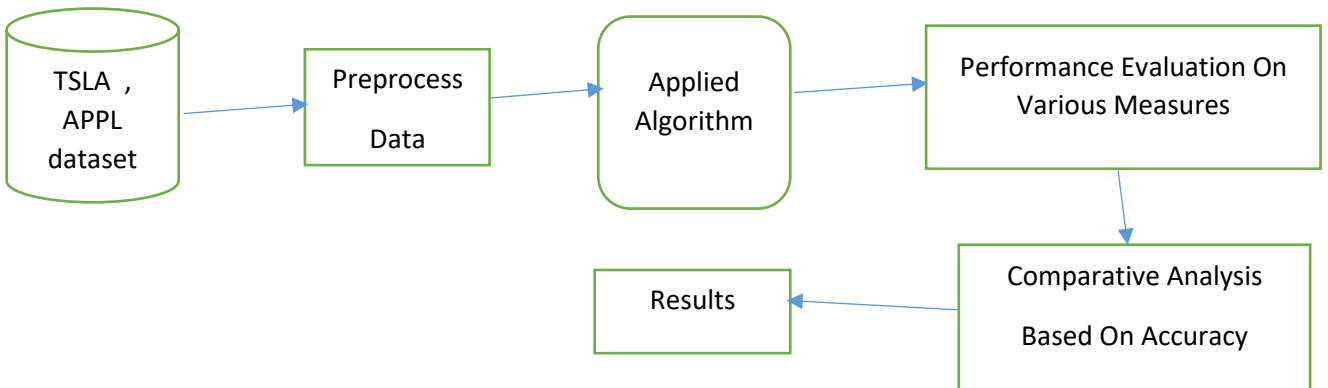 TSLA ,
APPL
dataset
Preprocess
Data
Applied
Algorithm
Performance Evaluation On
Various Measures
Comparative Analysis
Based On Accuracy
Results